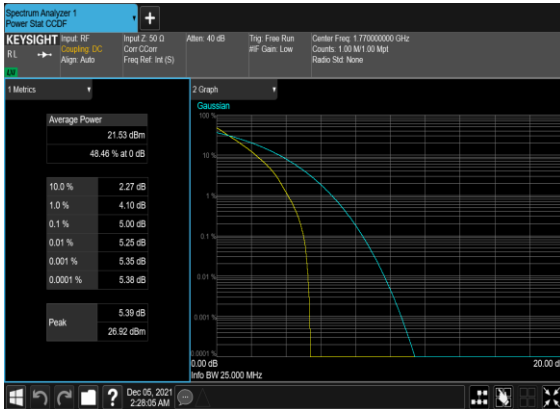 Spectrum Analyzer 1
Power Stat CCDF
KEYSIGHT
RL
Input: RF
Coupling: DC
Align: Auto
Input Z: 50 Ω
Corr CCorr
Freq Ref: Int (S)
Atten: 40 dB
Trig: Free Run
#IF Gain: Low
Center Freq: 1.770000000 GHz
Counts: 1.00 M/1.00 Mpt
Radio Std: None
1 Metrics
Average Power
21.53 dBm
48.46 % at 0 dB
10.0 % 2.27 dB
1.0 % 4.10 dB
0.1 % 5.00 dB
0.01 % 5.25 dB
0.001 % 5.35 dB
0.0001 % 5.38 dB
Peak
5.39 dB
26.92 dBm
2 Graph
Gaussian
100 %
10 %
1 %
0.1 %
0.01 %
0.001 %
0.0001 %
0.00 dB
20.00 d
Info BW 25.000 MHz
Dec 05, 2021
2:28:05 AM